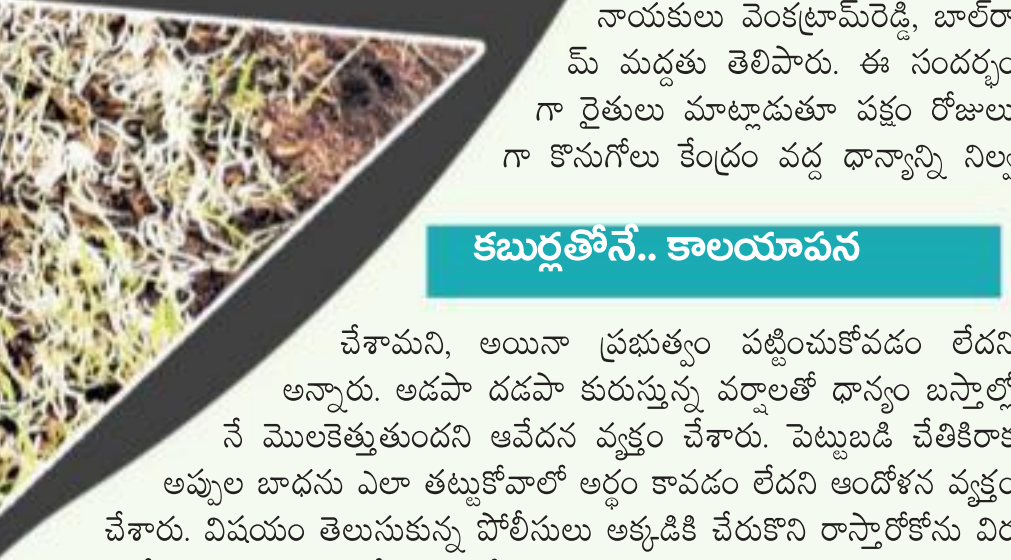 నాయకులు వెంకట్రామ్‌రెడ్డి, బాల్‌రా
మ్ మద్దతు తెలిపారు. ఈ సందర్భం
గా రైతులు మాట్లాడుతూ పక్షం రోజులు
గా కొనుగోలు కేంద్రం వద్ద ధాన్యాన్ని నిల్వ
కబుర్లతోనే.. కాలయాపన
చేశామని, అయినా ప్రభుత్వం పట్టించుకోవడం లేదని
అన్నారు. అడపా దడపా కురుస్తున్న వర్షాలతో ధాన్యం బస్తాల్లో
నే మొలకెత్తుతుందని ఆవేదన వ్యక్తం చేశారు. పెట్టుబడి చేతికిరాక
అప్పుల బాధను ఎలా తట్టుకోవాలో అర్థం కావడం లేదని ఆందోళన వ్యక్తం
చేశారు. విషయం తెలుసుకున్న పోలీసులు అక్కడికి చేరుకొని రాస్తారోకోను